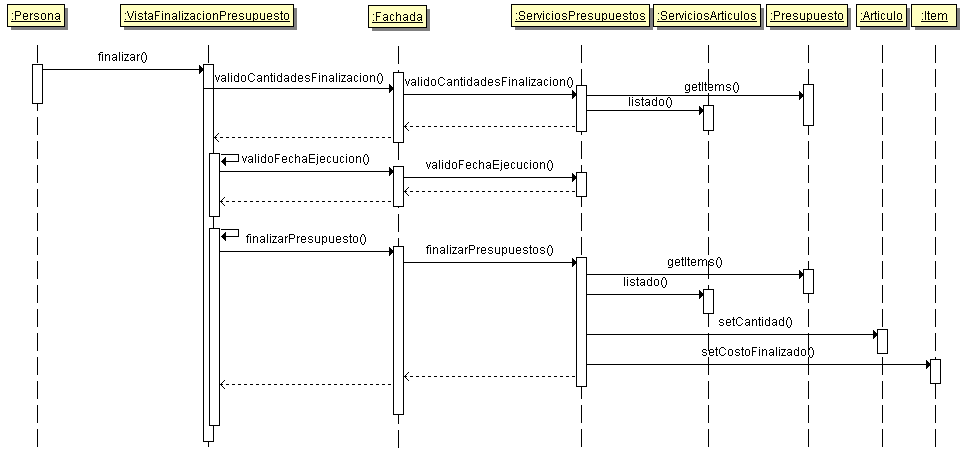 :Persona
:VistaFinalizacionPresupuesto
:Fachada
:ServiciosPresupuestos
:ServiciosArticulos
:Presupuesto
:Articulo
:Item
finalizar()
validoCantidadesFinalizacion()
validoCantidadesFinalizacion()
getItems()
listado()
validoFechaEjecucion()
validoFechaEjecucion()
finalizarPresupuesto()
finalizarPresupuestos()
getItems()
listado()
setCantidad()
setCostoFinalizado()